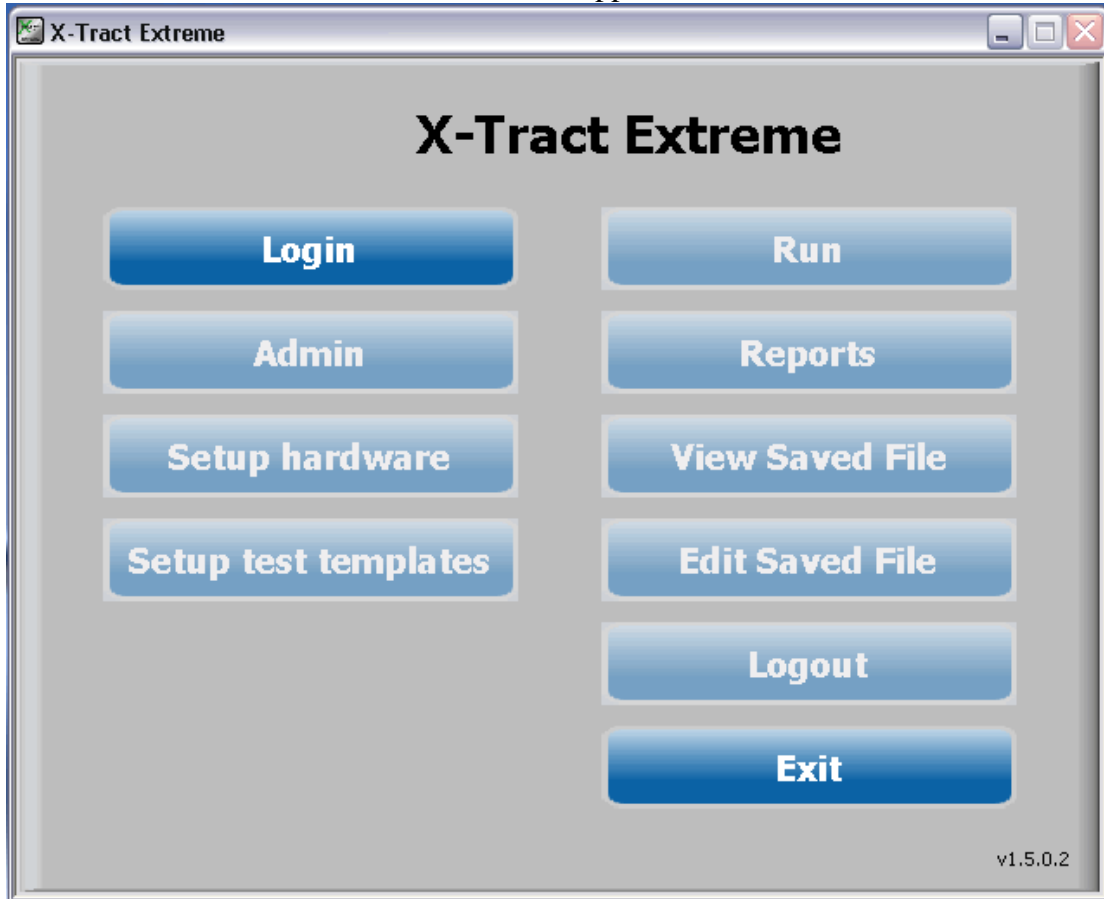 X-Tract Extreme
X-Tract Extreme
Login
Run
Admin
Reports
Setup hardware
View Saved File
Setup test templates
Edit Saved File
Logout
Exit
v1.5.0.2